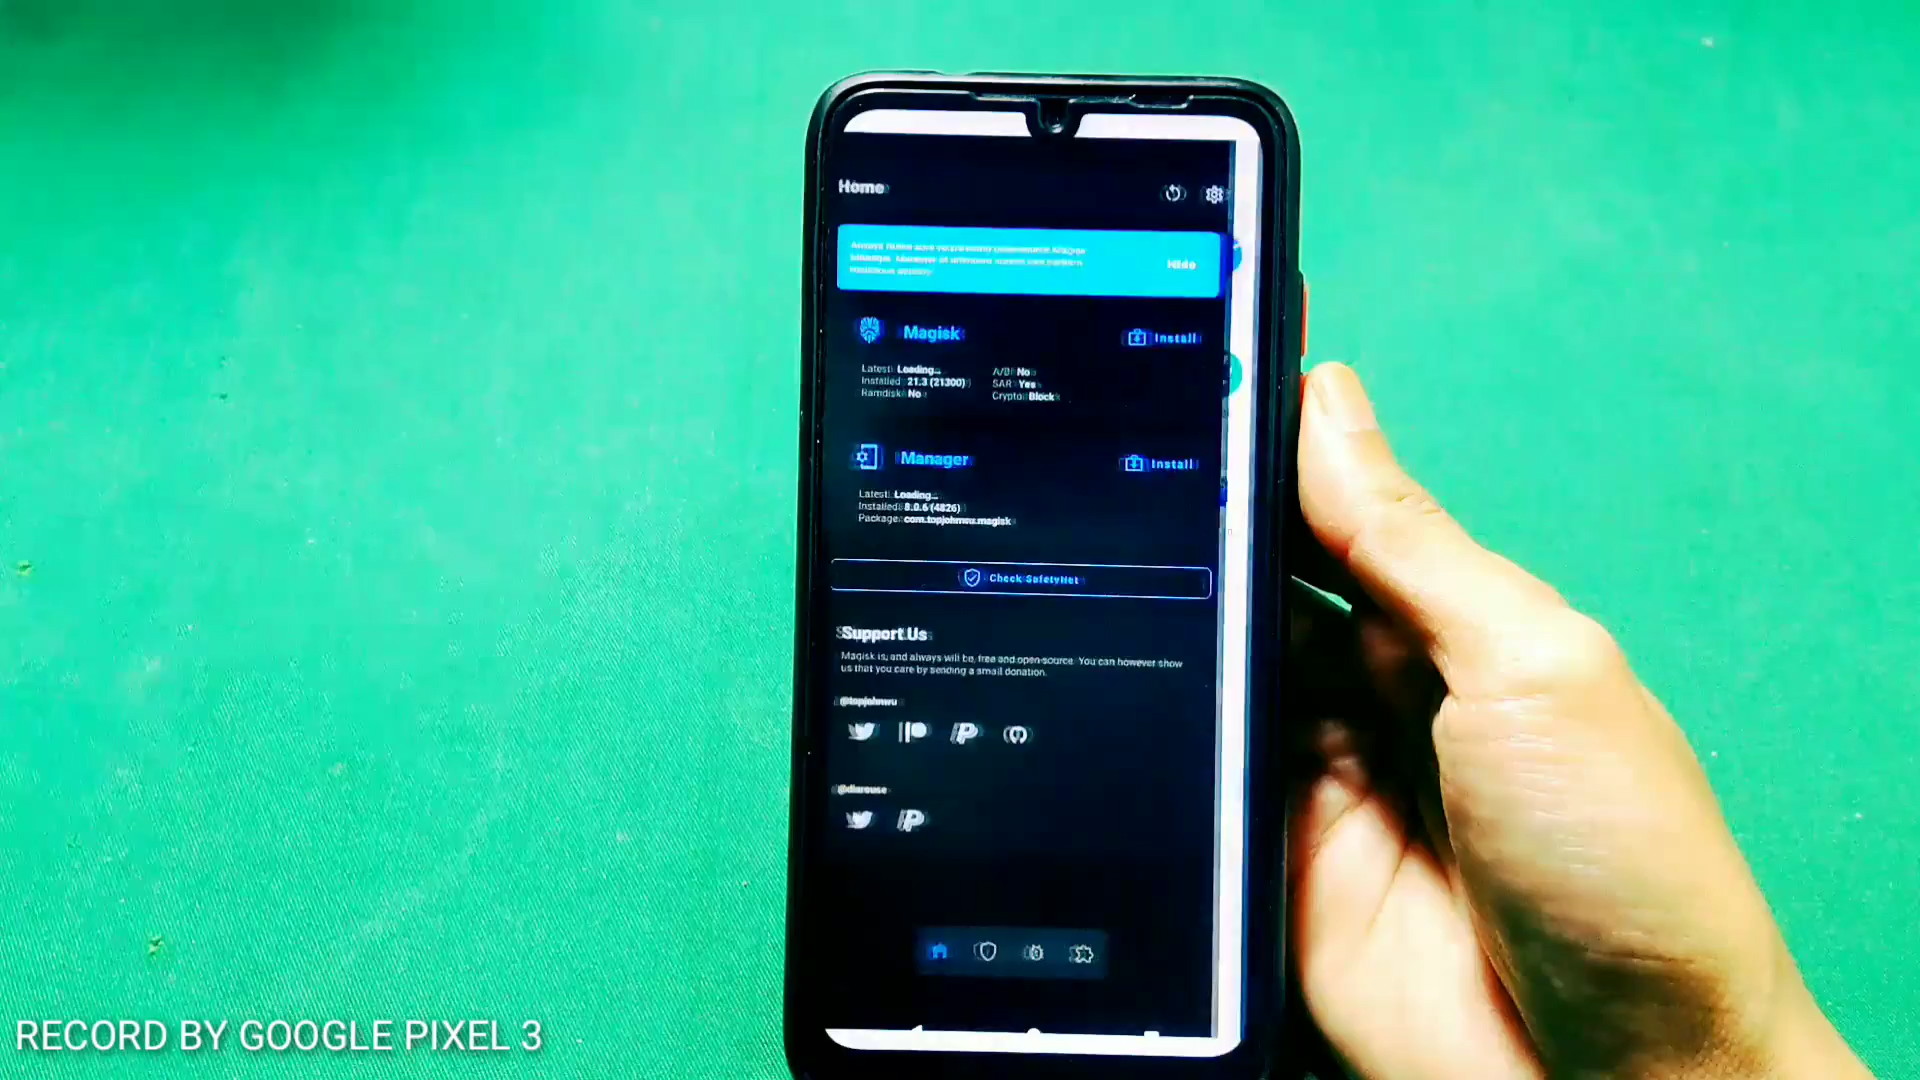 Home
Hide
Magisk
Install
Latest: Loading...
A/B: No
Installed: 21.3 (21300)
SAR: Yes
Ramdisk: No
Crypto: Block
Manager
Install
Latest: Loading...
Installed: 8.0.6 (4826)
Package: com.topjohnwu.magisk
Check SafetyNet
Support Us
Magisk is, and always will be, free and open-source. You can however show
us that you care by sending a small donation.
@topjohnwu
@diareuse
RECORD BY GOOGLE PIXEL 3